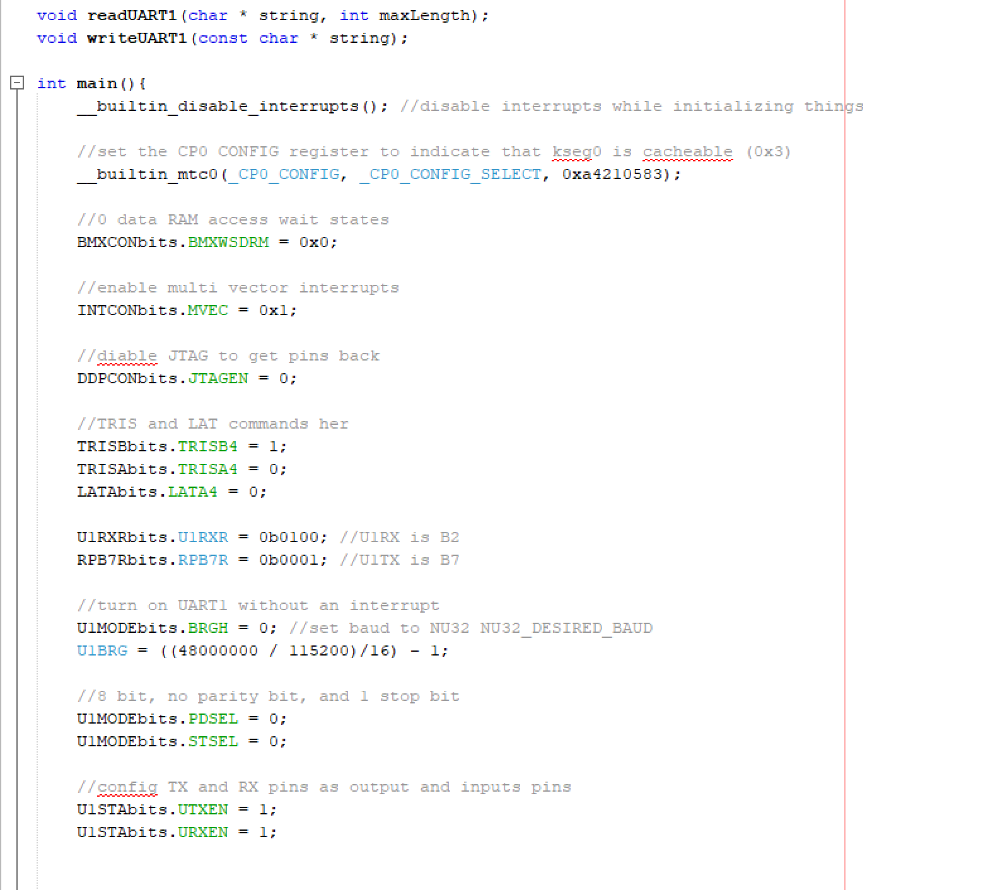 void readUART1(char * string, int maxLength);
void writeUART1(const char * string);
int main(){
__builtin_disable_interrupts(); //disable interrupts while initializing things
//set the CP0 CONFIG register to indicate that kseg0 is cacheable (0x3)
__builtin_mtc0(_CP0_CONFIG, _CP0_CONFIG_SELECT, 0xa4210583);
//0 data RAM access wait states
BMXCONbits.BMXWSDRM = 0x0;
//enable multi vector interrupts
INTCONbits.MVEC = 0x1;
//diable JTAG to get pins back
DDPCONbits.JTAGEN = 0;
//TRIS and LAT commands her
TRISBbits.TRISB4 = 1;
TRISAbits.TRISA4 = 0;
LATAbits.LATA4 = 0;
U1RXRbits.U1RXR = 0b0100; //U1RX is B2
RPB7Rbits.RPB7R = 0b0001; //U1TX is B7
//turn on UART1 without an interrupt
U1MODEbits.BRGH = 0; //set baud to NU32 NU32_DESIRED_BAUD
U1BRG = ((48000000 / 115200)/16) - 1;
//8 bit, no parity bit, and 1 stop bit
U1MODEbits.PDSEL = 0;
U1MODEbits.STSEL = 0;
//config TX and RX pins as output and inputs pins
U1STAbits.UTXEN = 1;
U1STAbits.URXEN = 1;